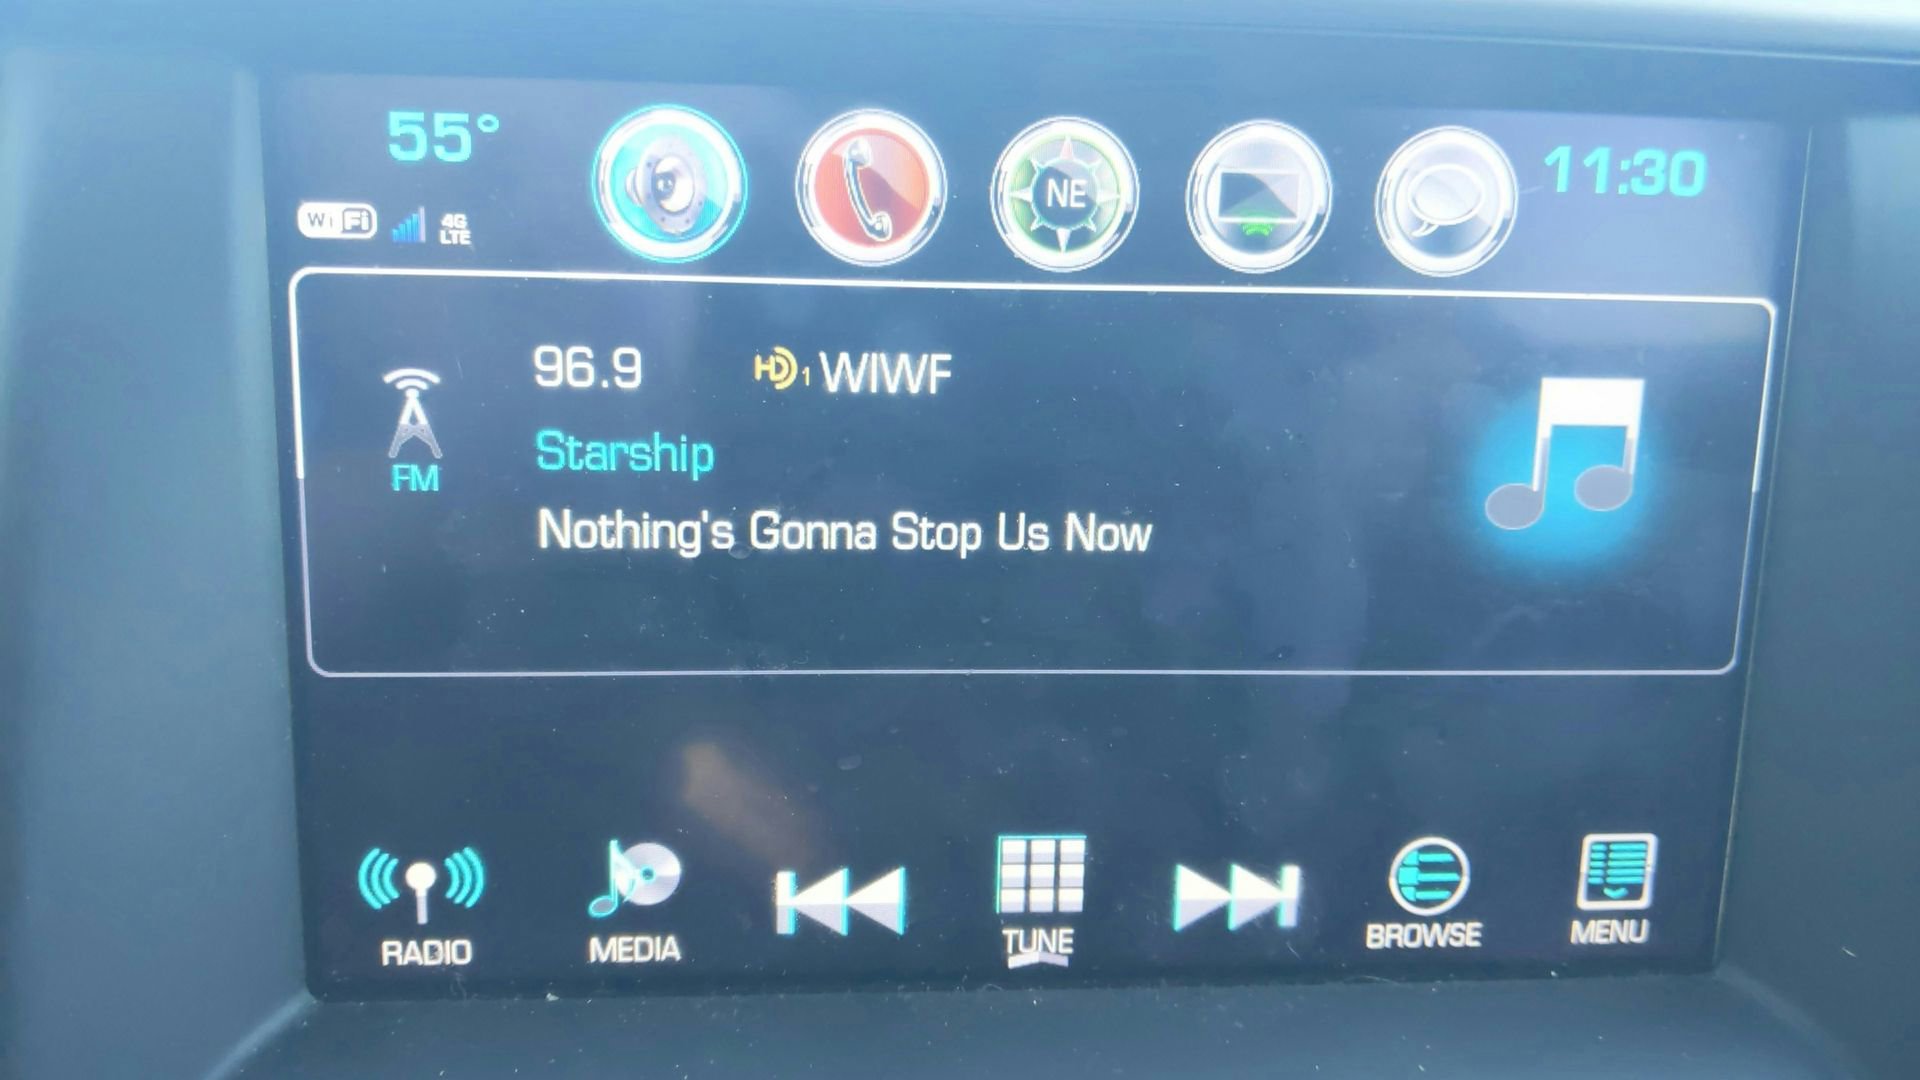 55°
NE
11:30
WiFi
4G
LTE
96.9
HD1 WIWF
Starship
FM
Nothing's Gonna Stop Us Now
RADIO
MEDIA
TUNE
BROWSE
MENU